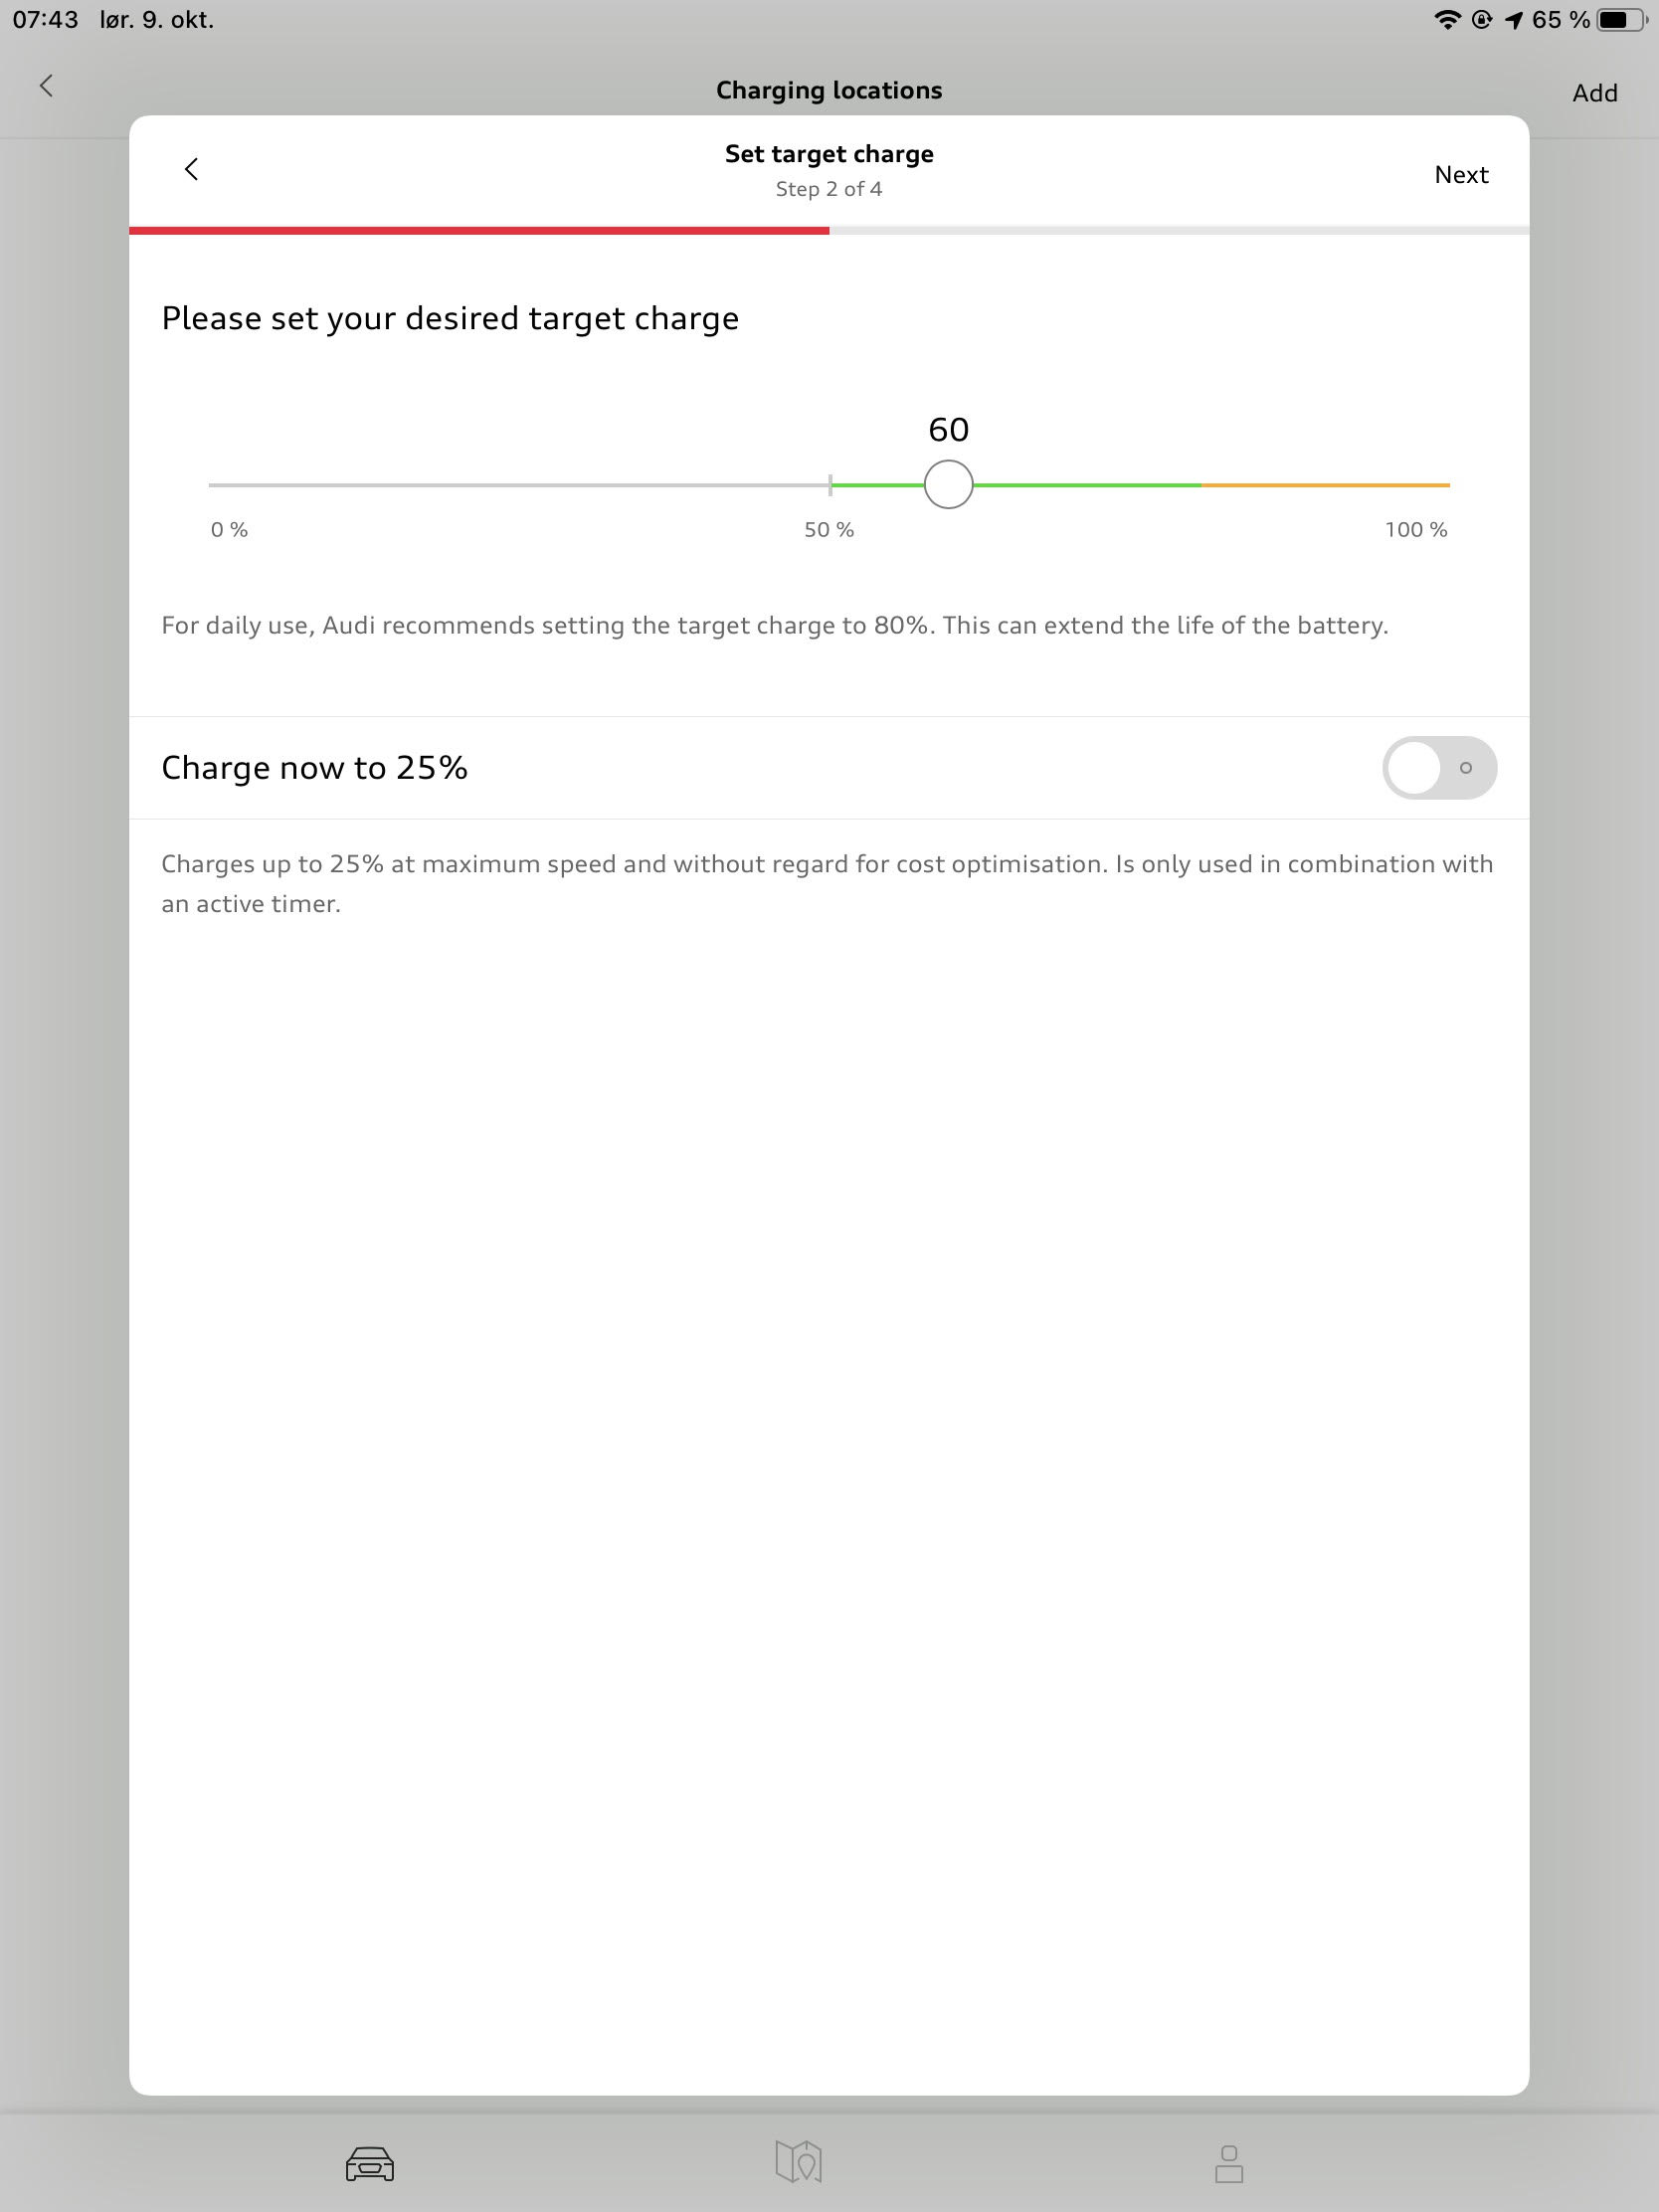 07:43 lør. 9. okt. 65 %
Charging locations
Add
Set target charge
Step 2 of 4
Next
Please set your desired target charge
60
0 % 50 % 100 %
For daily use, Audi recommends setting the target charge to 80%. This can extend the life of the battery.
Charge now to 25%
Charges up to 25% at maximum speed and without regard for cost optimisation. Is only used in combination with
an active timer.